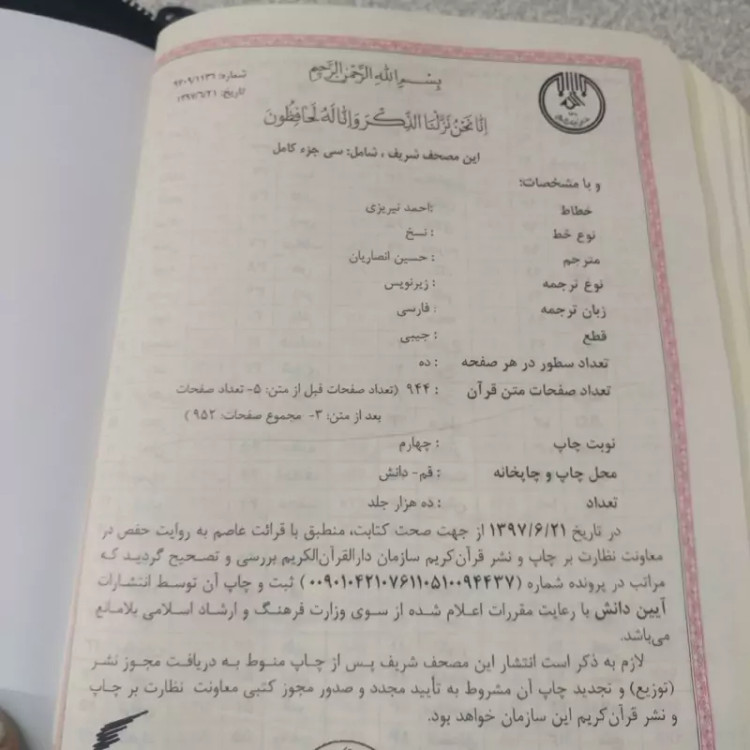 بسم الله الرحمن الرحیم
شماره: ۹۷۰۹/۱۱۳۶
تاریخ: ۱۳۹۷/۶/۲۱
اِنّا نَحنُ نَزَّلنَا الذِّکرَ وَ اِنّا لَهُ لَحافِظُونَ
این مصحف شریف ، شامل: سی جزء کامل
و با مشخصات:
خطاط :احمد نیریزی
نوع خط : نسخ
مترجم : حسین انصاریان
نوع ترجمه : زیرنویس
زبان ترجمه : فارسی
قطع : جیبی
تعداد سطور در هر صفحه : ده
تعداد صفحات متن قرآن : ۹۴۴ (تعداد صفحات قبل از متن: ۵- تعداد صفحات
بعد از متن: ۳- مجموع صفحات: ۹۵۲ )
نوبت چاپ : چهارم
محل چاپ و چاپخانه : قم- دانش
تعداد : ده هزار جلد
در تاریخ ۱۳۹۷/۶/۲۱ از جهت صحت کتابت، منطبق با قرائت عاصم به روایت حفص در
معاونت نظارت بر چاپ و نشر قرآن‌کریم سازمان دارالقرآن‌الکریم بررسی و تصحیح گردید که
مراتب در پرونده شماره (۰۰۹۰۱۰۴۲۱۰۷۶۱۱۰۵۱۰۰۹۴۴۳۷) ثبت و چاپ آن توسط انتشارات
آیین دانش با رعایت مقررات اعلام شده از سوی وزارت فرهنگ و ارشاد اسلامی بلامانع
می‌باشد.
لازم به ذکر است انتشار این مصحف شریف پس از چاپ منوط به دریافت مجوز نشر
(توزیع) و تجدید چاپ آن مشروط به تأیید مجدد و صدور مجوز کتبی معاونت نظارت بر چاپ
و نشر قرآن‌کریم این سازمان خواهد بود.